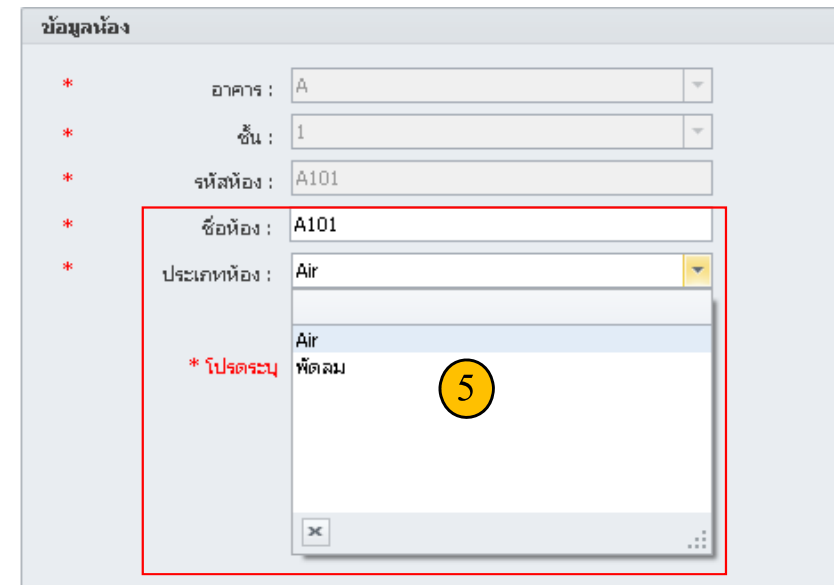 ข้อมูลห้อง
* อาคาร : A
* ชั้น : 1
* รหัสห้อง : A101
* ชื่อห้อง : A101
* ประเภทห้อง : Air
Air
* โปรดระบุ พัดลม
5